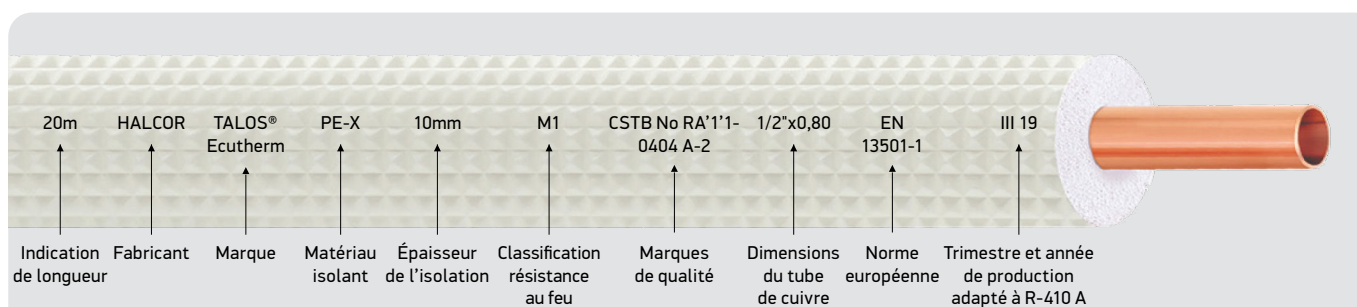 20m HALCOR TALOS® PE-X 10mm M1 CSTB No RA'1'1- 1/2"x0,80 EN III 19
Ecutherm 0404 A-2 13501-1
Indication Fabricant Marque Matériau Épaisseur Classification Marques Dimensions Norme Trimestre et année
de longueur isolant de l'isolation résistance de qualité du tube européenne de production
au feu de cuivre adapté à R-410 A